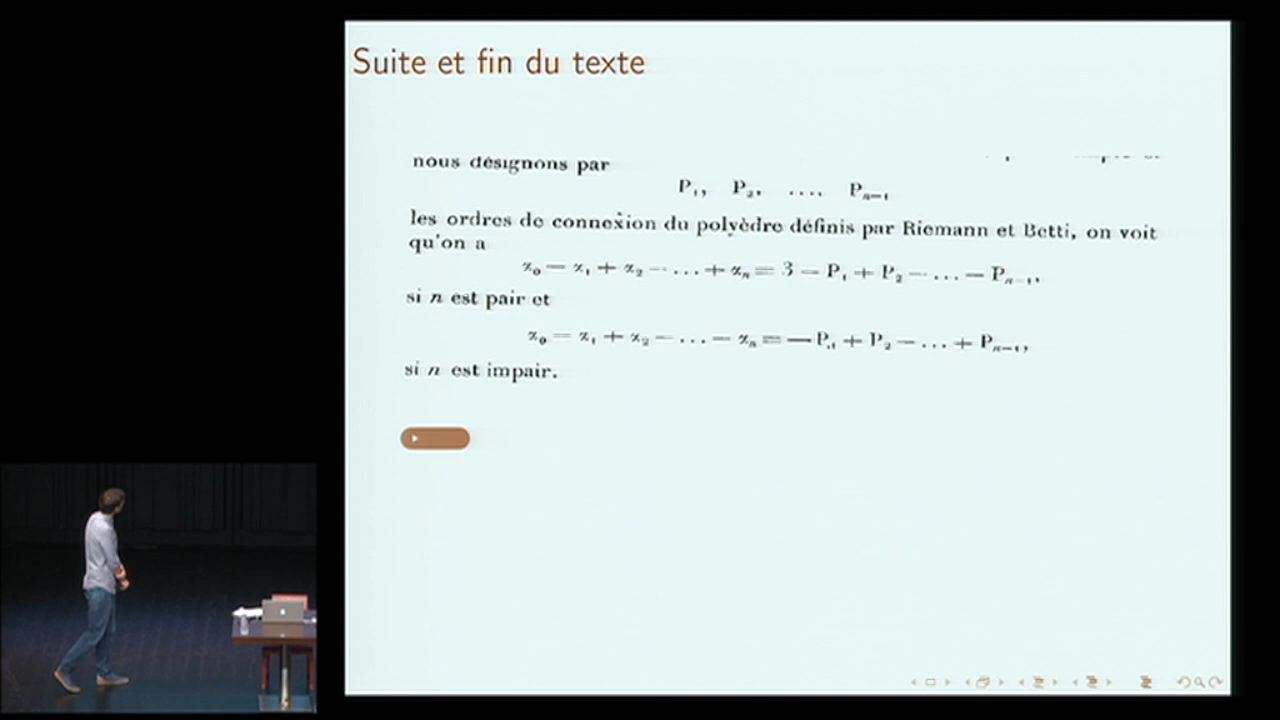 Suite et fin du texte
nous désignons par
P₁, P₂, .... Pₙ₋₁
les ordres de connexion du polyèdre définis par Riemann et Betti, on voit
qu'on a
α₀ — α₁ + α₂ — ... + αₙ = 3 — P₁ + P₂ — ... — Pₙ₋₁,
si n est pair et
α₀ — α₁ + α₂ — ... — αₙ = — P₁ + P₂ — ... + Pₙ₋₁,
si n est impair.